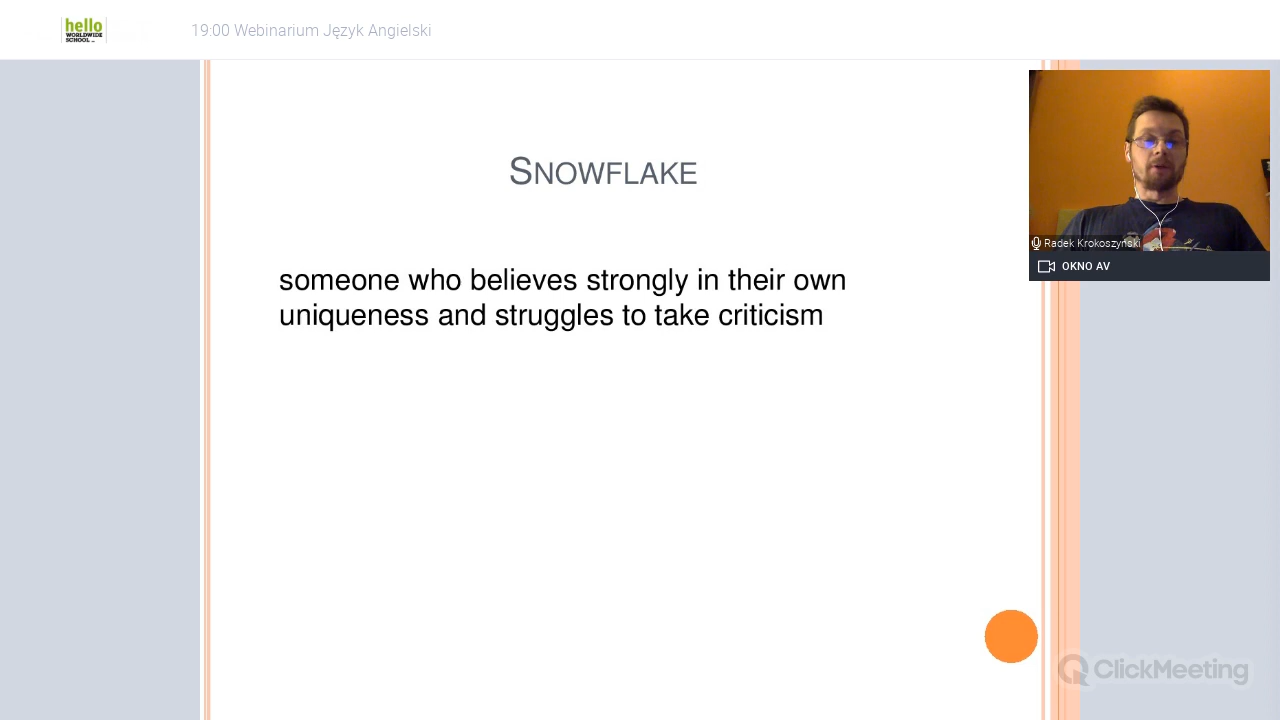 hello
WORLDWIDE
SCHOOL
19:00 Webinarium Język Angielski
SNOWFLAKE
someone who believes strongly in their own
uniqueness and struggles to take criticism
Radek Krokoszyński
OKNO AV
ClickMeeting